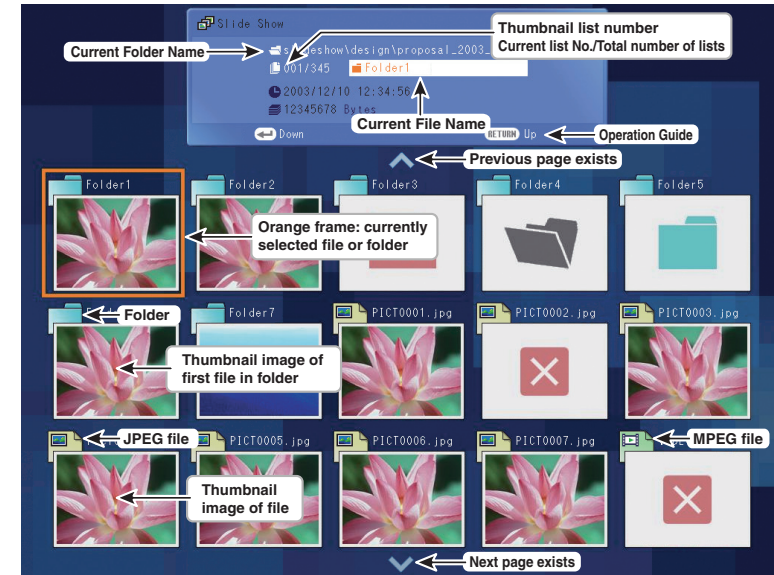 Slide Show
Thumbnail list number
Current list No./Total number of lists
Current Folder Name
slideshow\design\proposal_2003_
001/345
Folder1
2003/12/10 12:34:56
12345678 Bytes
Current File Name
Down
RETURN Up
Operation Guide
Previous page exists
Folder1
Folder2
Folder3
Folder4
Folder5
Orange frame: currently
selected file or folder
Folder
Folder7
PICT0001.jpg
PICT0002.jpg
PICT0003.jpg
Thumbnail image of
first file in folder
JPEG file
PICT0005.jpg
PICT0006.jpg
PICT0007.jpg
MPEG file
Thumbnail
image of file
Next page exists